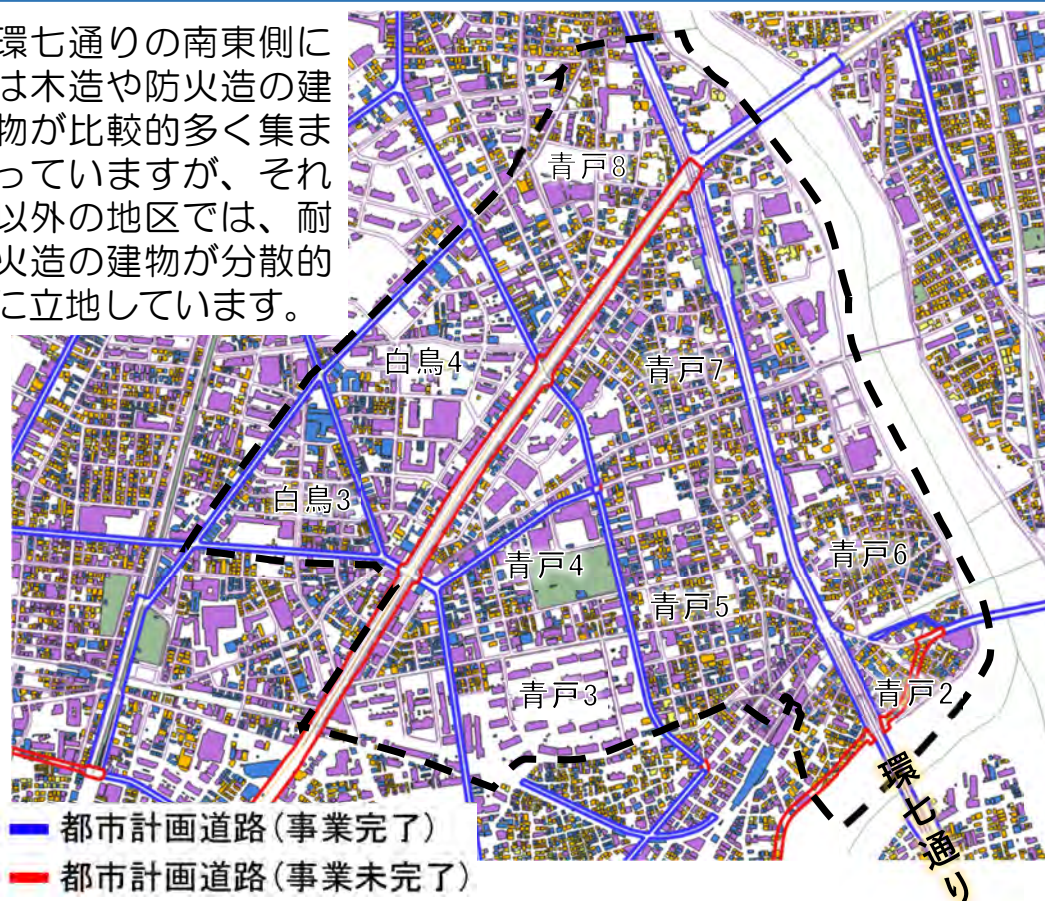 環七通りの南東側に
は木造や防火造の建
物が比較的多く集ま
っていますが、それ
以外の地区では、耐
火造の建物が分散的
に立地しています。
青戸8
白鳥4
青戸7
白鳥3
青戸4
青戸6
青戸5
青戸3
青戸2
環七通り
都市計画道路(事業完了)
都市計画道路(事業未完了)